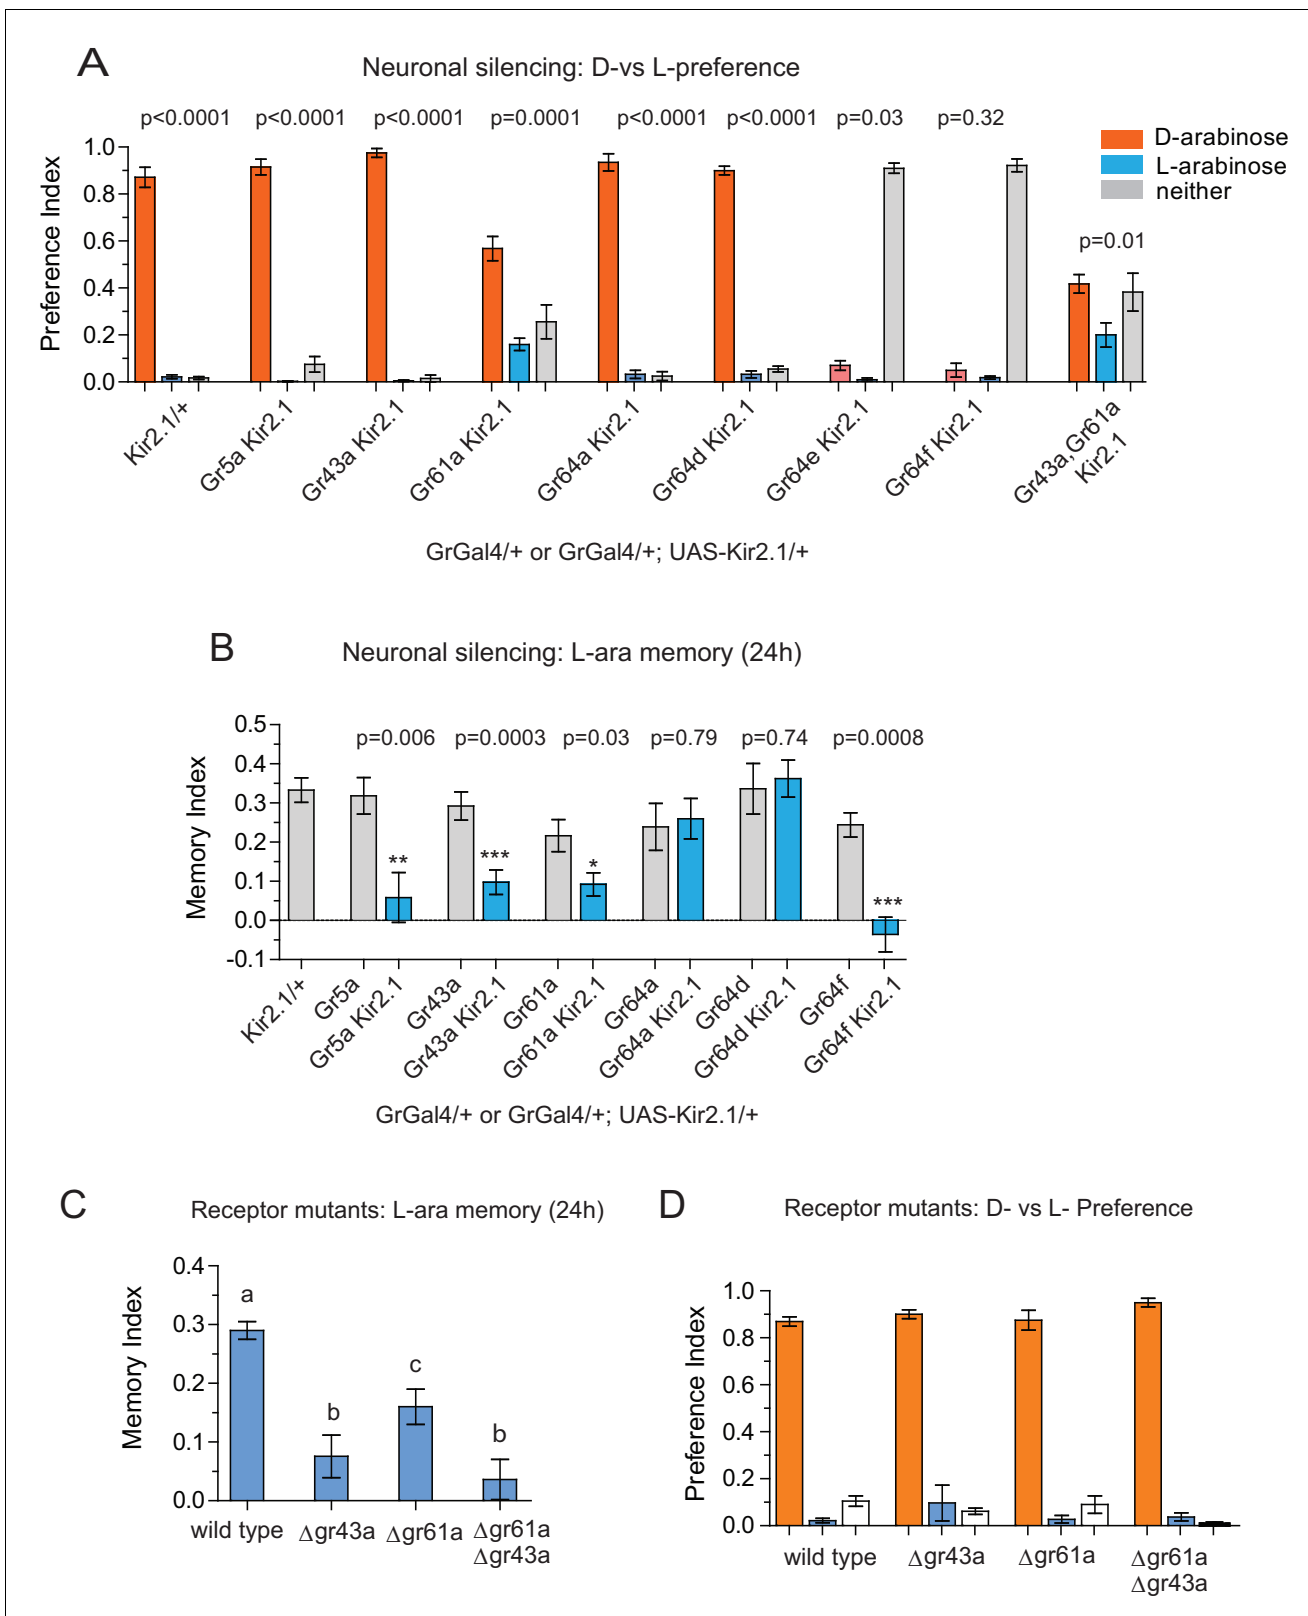 A
Neuronal silencing: D-vs L-preference
p<0.0001 p<0.0001 p<0.0001 p=0.0001 p<0.0001 p<0.0001 p=0.03 p=0.32
D-arabinose
L-arabinose
neither
p=0.01
Preference Index
1.0
0.8
0.6
0.4
0.2
0.0
Kir2.1/+
Gr5a Kir2.1
Gr43a Kir2.1
Gr61a Kir2.1
Gr64a Kir2.1
Gr64d Kir2.1
Gr64e Kir2.1
Gr64f Kir2.1
Gr43a,Gr61a
Kir2.1
GrGal4/+ or GrGal4/+; UAS-Kir2.1/+
B
Neuronal silencing: L-ara memory (24h)
p=0.006 p=0.0003 p=0.03 p=0.79 p=0.74 p=0.0008
Memory Index
0.5
0.4
0.3
0.2
0.1
0.0
-0.1
**
***
*
***
Kir2.1/+
Gr5a
Gr5a Kir2.1
Gr43a
Gr43a Kir2.1
Gr61a
Gr61a Kir2.1
Gr64a
Gr64a Kir2.1
Gr64d
Gr64d Kir2.1
Gr64f
Gr64f Kir2.1
GrGal4/+ or GrGal4/+; UAS-Kir2.1/+
C
Receptor mutants: L-ara memory (24h)
Memory Index
0.4
0.3
0.2
0.1
0.0
a
b
c
b
wild type
Δgr43a
Δgr61a
Δgr61a
Δgr43a
D
Receptor mutants: D- vs L- Preference
Preference Index
1.0
0.8
0.6
0.4
0.2
0.0
wild type
Δgr43a
Δgr61a
Δgr61a
Δgr43a